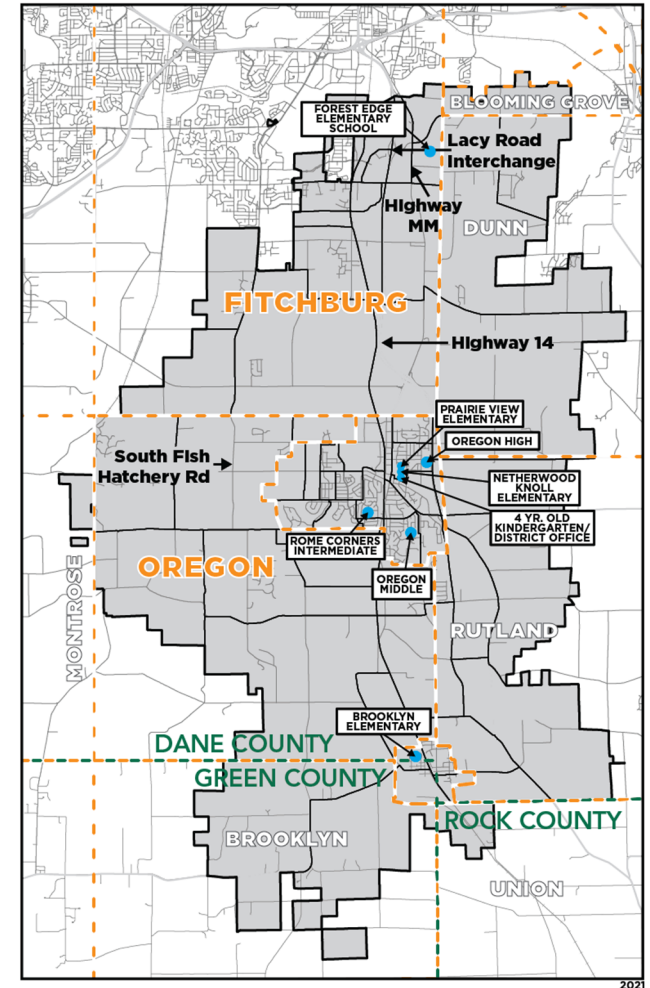 BLOOMING GROVE
FOREST EDGE
ELEMENTARY
SCHOOL
Lacy Road
Interchange
Highway
MM
DUNN
FITCHBURG
Highway 14
PRAIRIE VIEW
ELEMENTARY
OREGON HIGH
South Fish
Hatchery Rd
NETHERWOOD
KNOLL
ELEMENTARY
4 YR. OLD
KINDERGARTEN/
DISTRICT OFFICE
ROME CORNERS
INTERMEDIATE
OREGON
OREGON
MIDDLE
MONTROSE
RUTLAND
BROOKLYN
ELEMENTARY
DANE COUNTY
GREEN COUNTY
ROCK COUNTY
BROOKLYN
UNION
2021